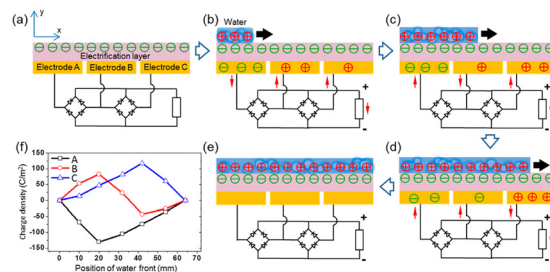 (a)
y
x
Electrification layer
Electrode A
Electrode B
Electrode C
(b)
Water
+
-
(c)
+
-
(d)
+
-
(e)
+
-
(f)
A
B
C
Charge density (C/m²)
150
100
50
0
-50
-100
-150
0 10 20 30 40 50 60 70
Position of water front (mm)